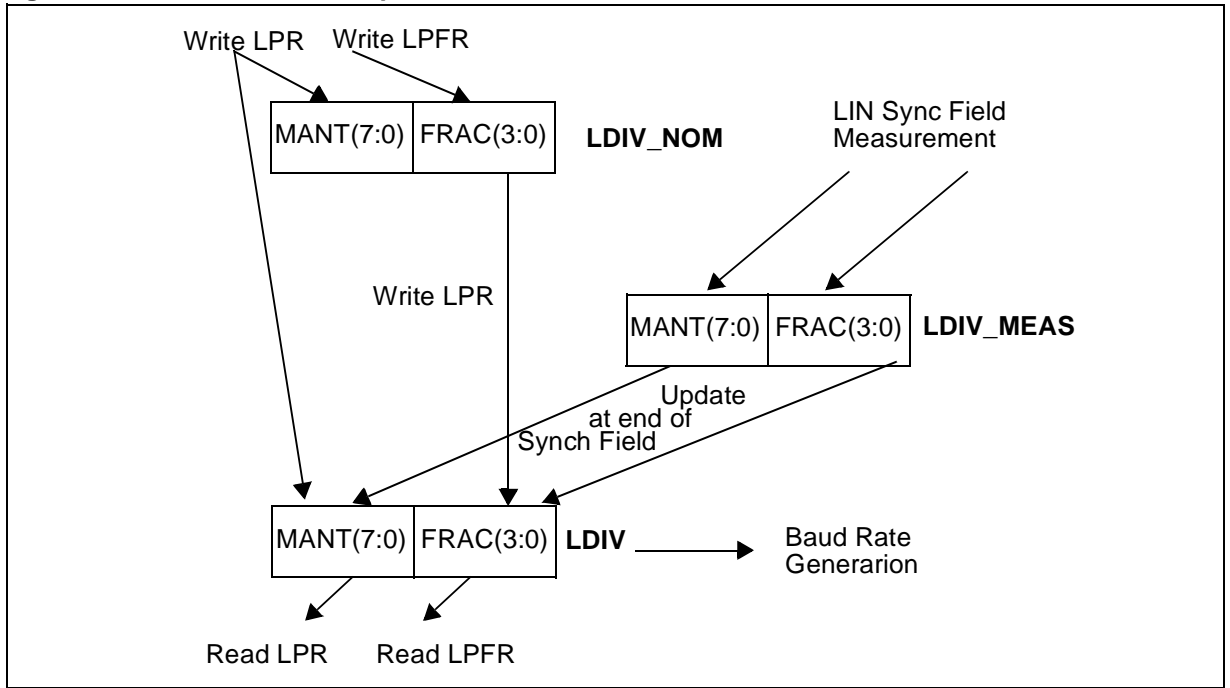 Write LPR
Write LPFR
MANT(7:0)
FRAC(3:0)
LDIV_NOM
LIN Sync Field
Measurement
Write LPR
MANT(7:0)
FRAC(3:0)
LDIV_MEAS
Update
at end of
Synch Field
MANT(7:0)
FRAC(3:0)
LDIV
Baud Rate
Generarion
Read LPR
Read LPFR